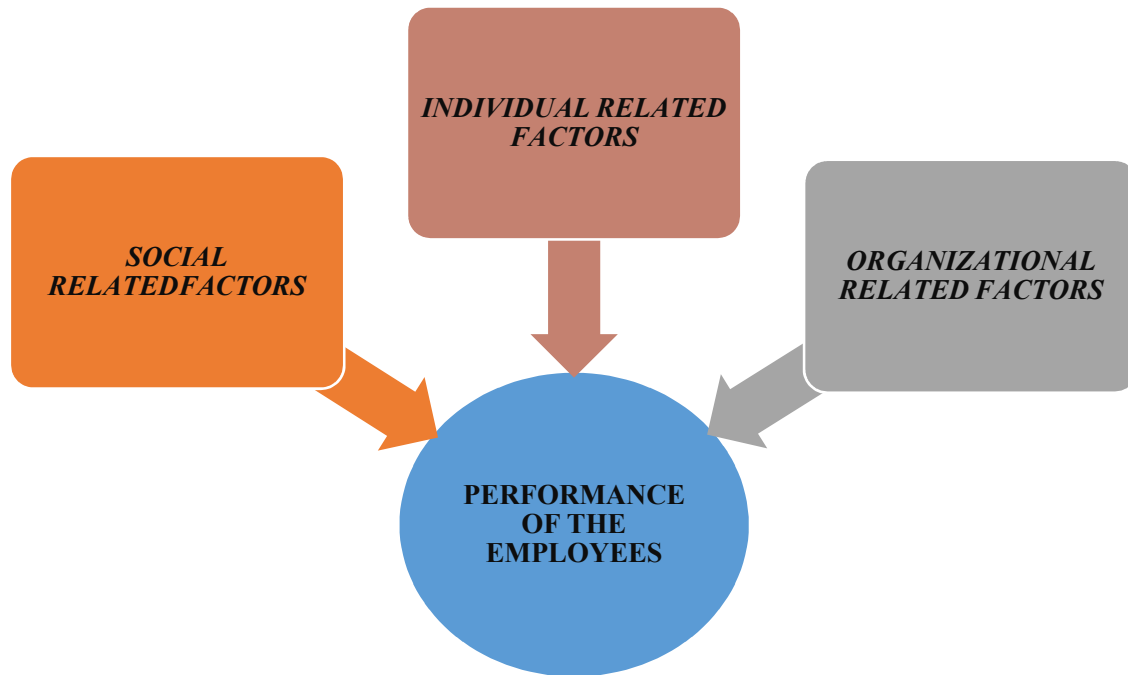 INDIVIDUAL RELATED
FACTORS
SOCIAL
RELATEDFACTORS
ORGANIZATIONAL
RELATED FACTORS
PERFORMANCE
OF THE
EMPLOYEES